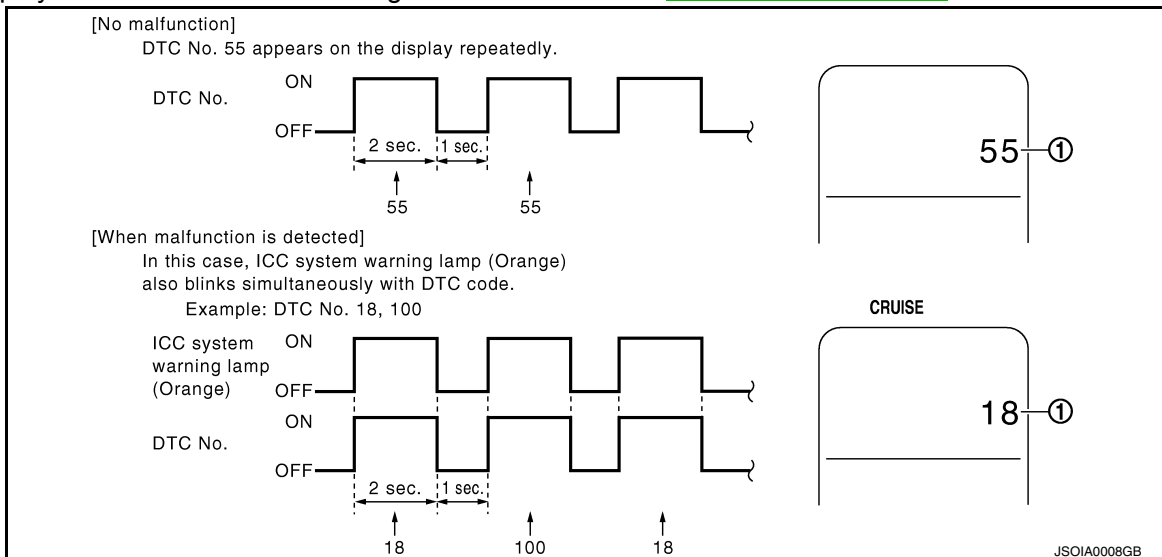 [No malfunction]
DTC No. 55 appears on the display repeatedly.
ON
DTC No.
OFF
2 sec.
1 sec.
55
55
55
①
[When malfunction is detected]
In this case, ICC system warning lamp (Orange)
also blinks simultaneously with DTC code.
Example: DTC No. 18, 100
CRUISE
ICC system
warning lamp
(Orange)
ON
OFF
ON
DTC No.
OFF
2 sec.
1 sec.
18
100
18
18
①
JSOIA0008GB